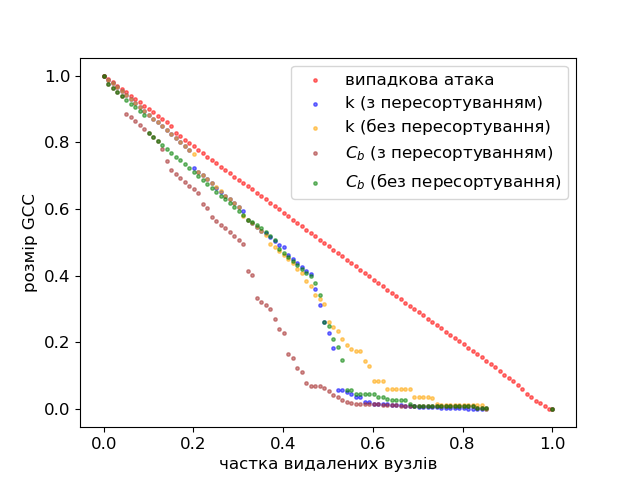 1.0
0.8
0.6
0.4
0.2
0.0
розмір GCC
випадкова атака
k (з пересортуванням)
k (без пересортування)
C_b (з пересортуванням)
C_b (без пересортування)
0.0 0.2 0.4 0.6 0.8 1.0
частка видалених вузлів